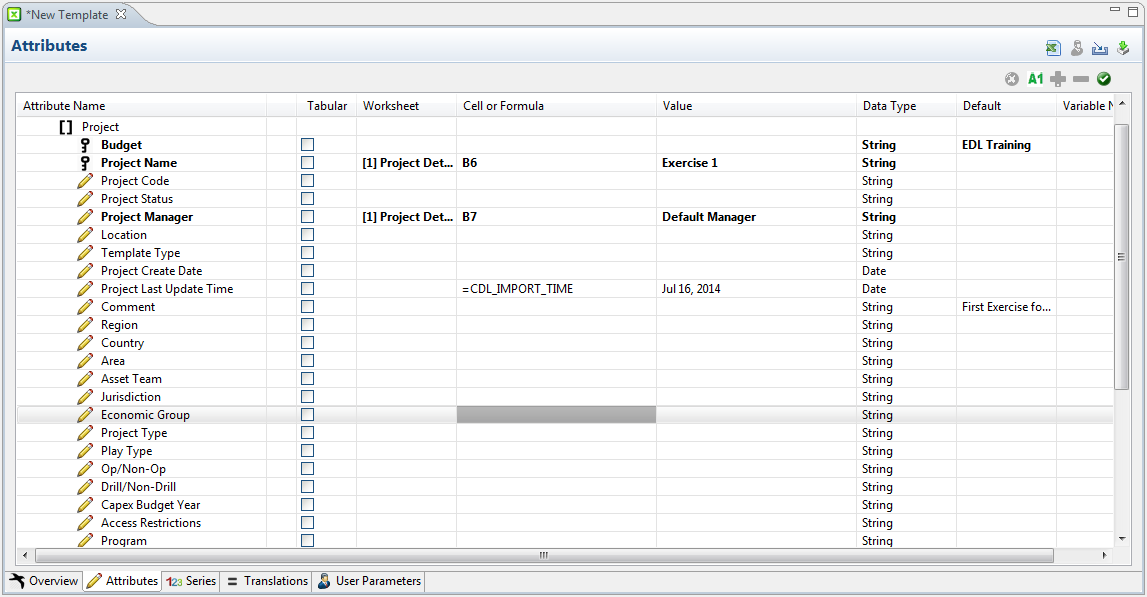 *New Template
Attributes
A1
Attribute Name Tabular Worksheet Cell or Formula Value Data Type Default Variable N
[] Project
Budget String EDL Training
Project Name [1] Project Det... B6 Exercise 1 String
Project Code String
Project Status String
Project Manager [1] Project Det... B7 Default Manager String
Location String
Template Type String
Project Create Date Date
Project Last Update Time =CDL_IMPORT_TIME Jul 16, 2014 Date
Comment String First Exercise fo...
Region String
Country String
Area String
Asset Team String
Jurisdiction String
Economic Group String
Project Type String
Play Type String
Op/Non-Op String
Drill/Non-Drill String
Capex Budget Year String
Access Restrictions String
Program String
Overview Attributes 123 Series = Translations User Parameters